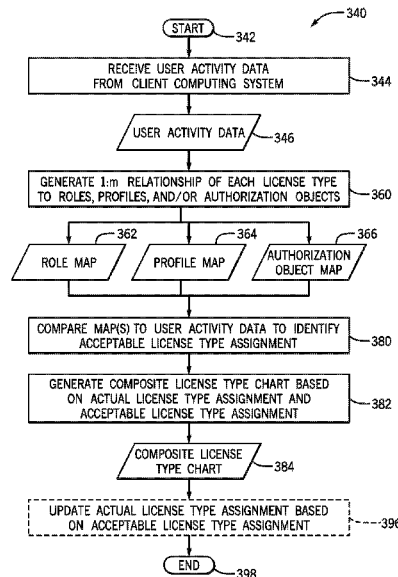 340
START
342
RECEIVE USER ACTIVITY DATA
FROM CLIENT COMPUTING SYSTEM
344
USER ACTIVITY DATA
346
GENERATE 1:m RELATIONSHIP OF EACH LICENSE TYPE
TO ROLES, PROFILES, AND/OR AUTHORIZATION OBJECTS
360
362
364
366
ROLE MAP
PROFILE MAP
AUTHORIZATION
OBJECT MAP
COMPARE MAP(S) TO USER ACTIVITY DATA TO IDENTIFY
ACCEPTABLE LICENSE TYPE ASSIGNMENT
380
GENERATE COMPOSITE LICENSE TYPE CHART BASED
ON ACTUAL LICENSE TYPE ASSIGNMENT AND
ACCEPTABLE LICENSE TYPE ASSIGNMENT
382
COMPOSITE LICENSE
TYPE CHART
384
UPDATE ACTUAL LICENSE TYPE ASSIGNMENT BASED
ON ACCEPTABLE LICENSE TYPE ASSIGNMENT
396
END
398